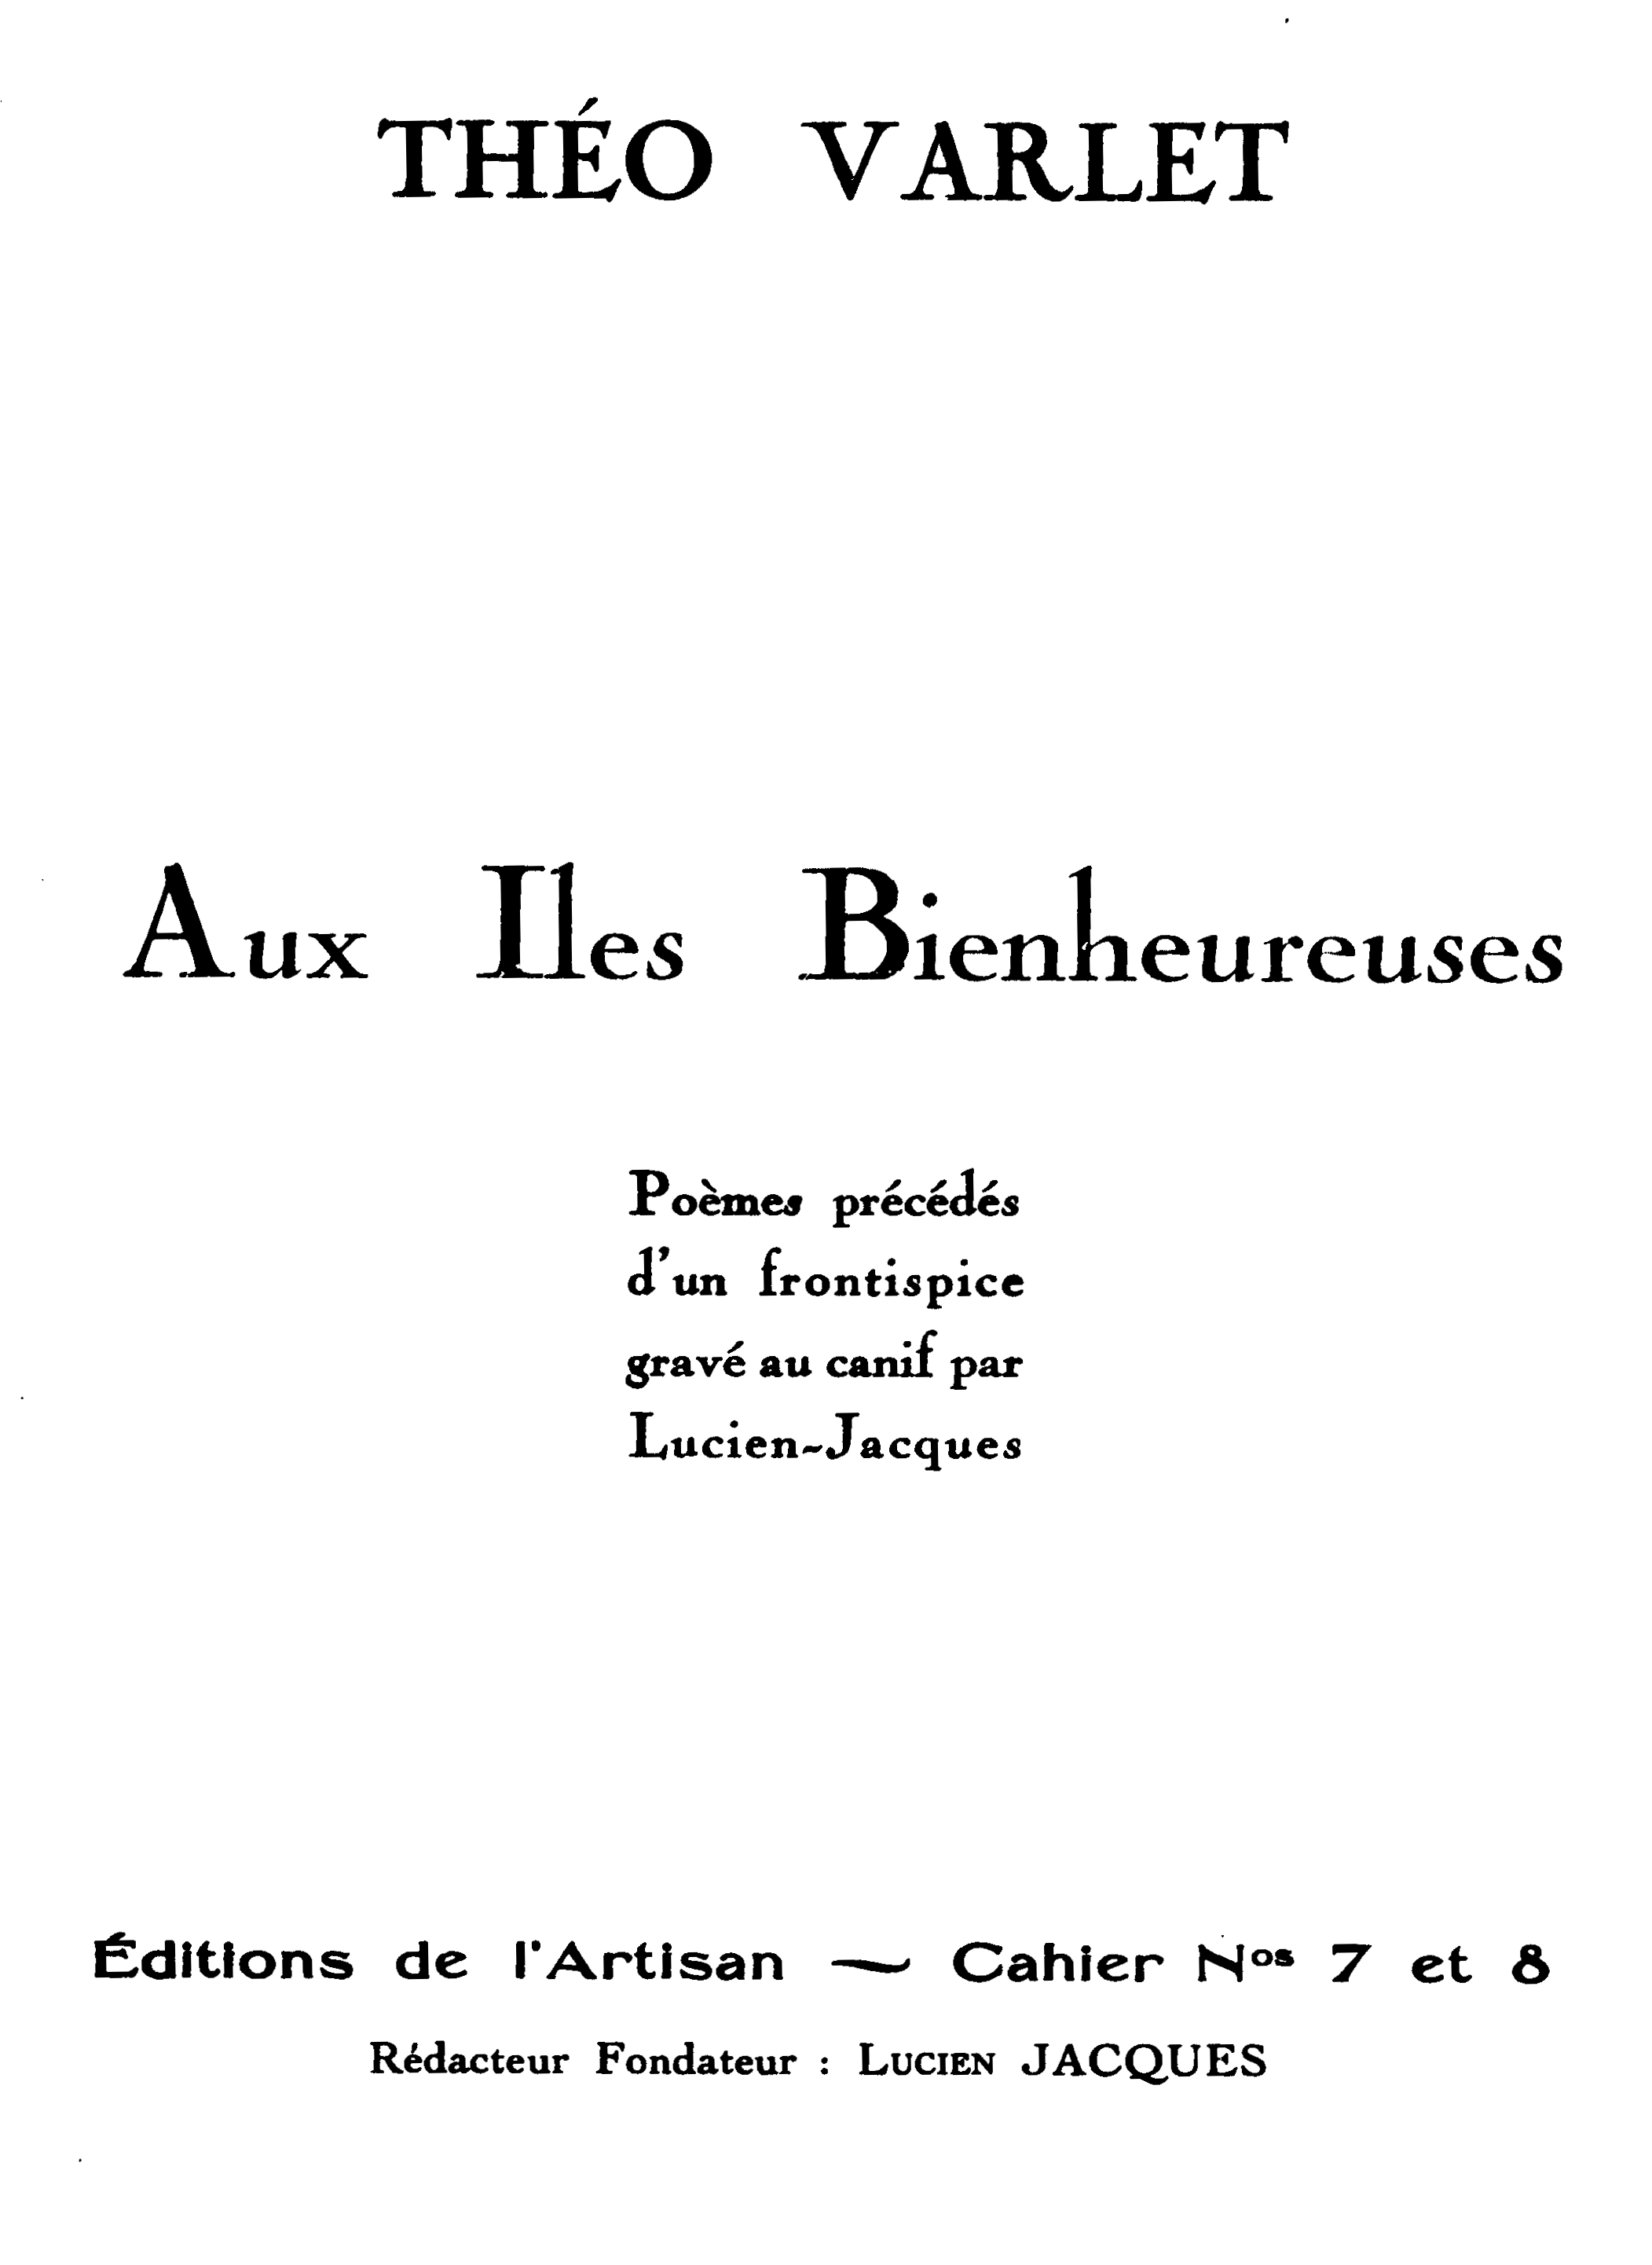 THÉO VARLET
Aux Iles Bienheureuses
Poèmes précédés
d'un frontispice
gravé au canif par
Lucien-Jacques
Éditions de l'Artisan — Cahier Nos 7 et 8
Rédacteur Fondateur : LUCIEN JACQUES